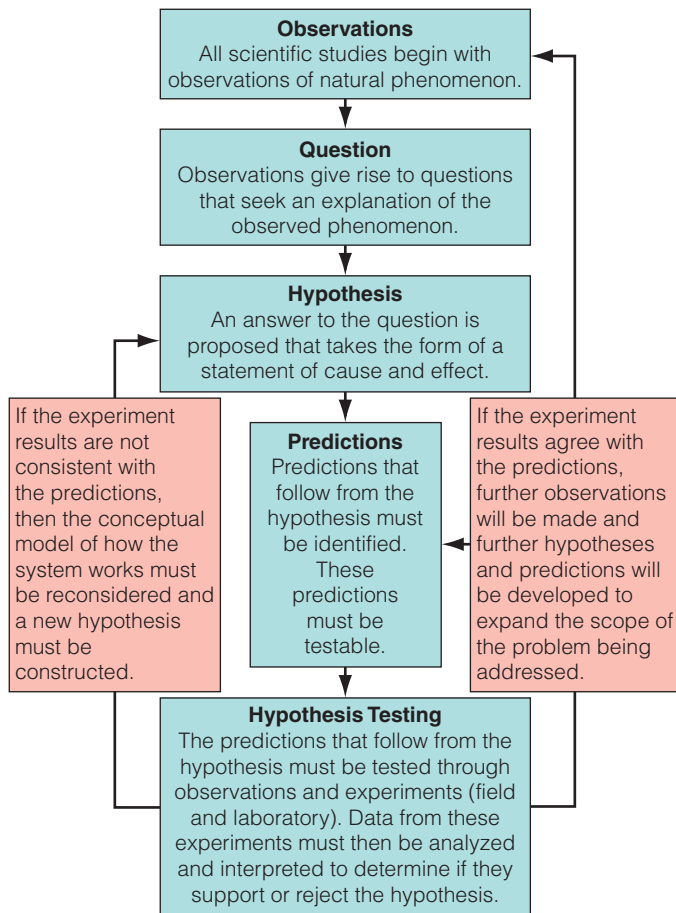 Observations
All scientific studies begin with
observations of natural phenomenon.
Question
Observations give rise to questions
that seek an explanation of the
observed phenomenon.
Hypothesis
An answer to the question is
proposed that takes the form of a
statement of cause and effect.
If the experiment
results are not
consistent with
the predictions,
then the conceptual
model of how the
system works must
be reconsidered and
a new hypothesis
must be
constructed.
Predictions
Predictions that
follow from the
hypothesis must
be identified.
These
predictions
must be
testable.
If the experiment
results agree with
the predictions,
further observations
will be made and
further hypotheses
and predictions will
be developed to
expand the scope of
the problem being
addressed.
Hypothesis Testing
The predictions that follow from the
hypothesis must be tested through
observations and experiments (field
and laboratory). Data from these
experiments must then be analyzed
and interpreted to determine if they
support or reject the hypothesis.